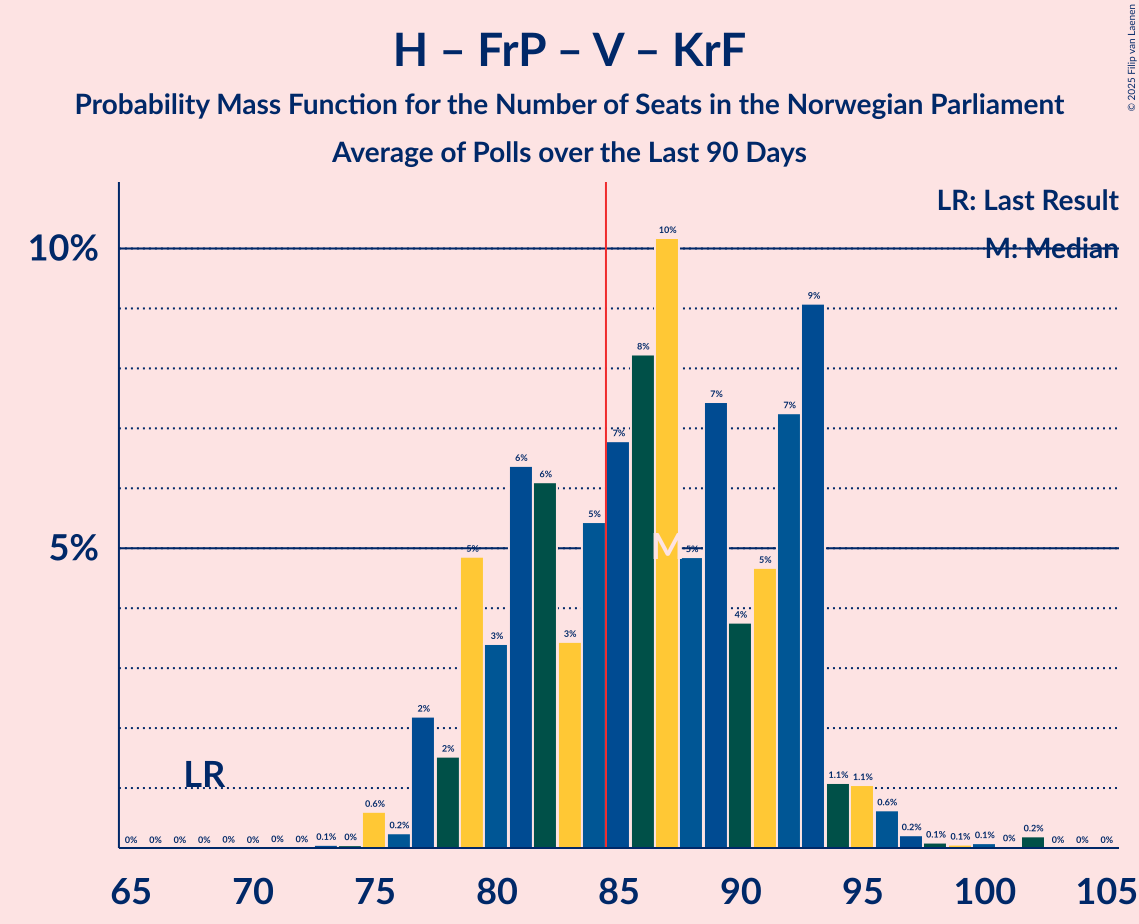 H – FrP – V – KrF
Probability Mass Function for the Number of Seats in the Norwegian Parliament
Average of Polls over the Last 90 Days
© 2025 Filip van Laenen
LR: Last Result
M: Median
10%
5%
0% 0% 0% 0% 0% 0% 0% 0% 0.1% 0% 0.6% 0.2% 2% 2% 5% 3% 6% 6% 3% 5% 7% 8% 10% 5% 7% 4% 5% 7% 9% 1.1% 1.1% 0.6% 0.2% 0.1% 0.1% 0.1% 0% 0.2% 0% 0% 0%
LR
M
65 70 75 80 85 90 95 100 105